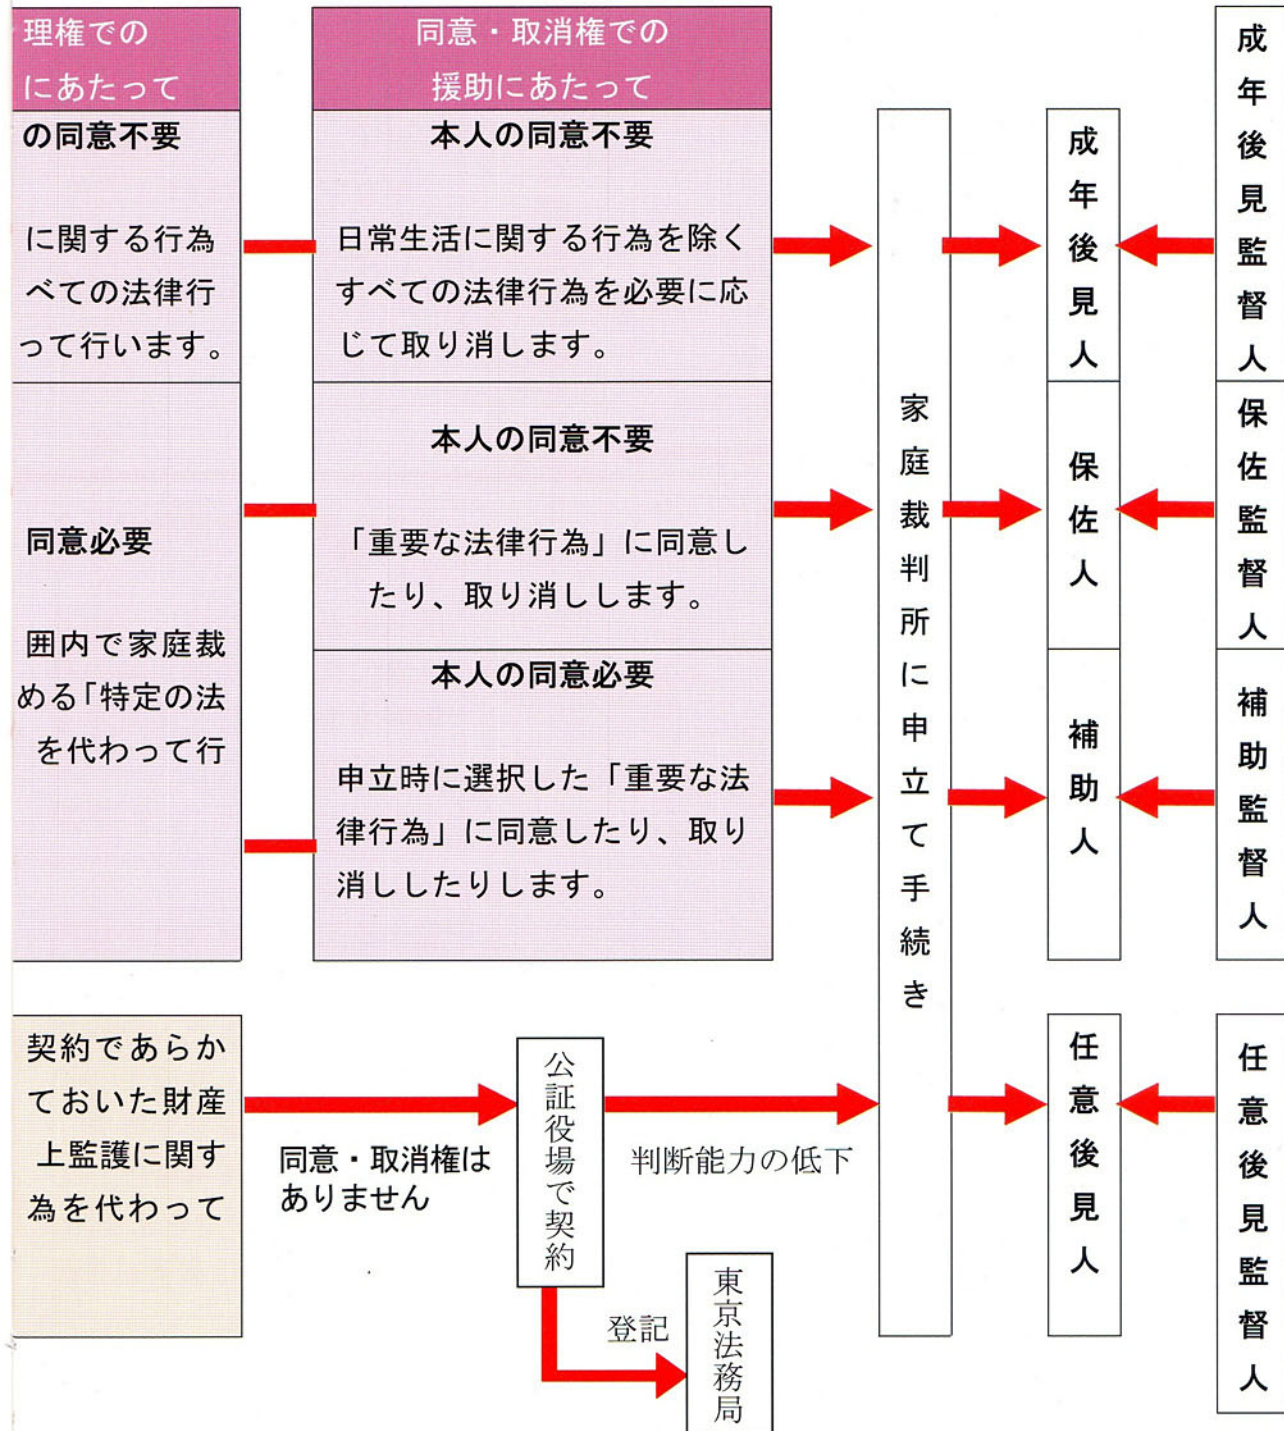 理権での
にあたって
の同意不要
に関する行為
べての法律行
って行います。
同意必要
囲内で家庭裁
める「特定の法
を代わって行
同意・取消権での
援助にあたって
本人の同意不要
日常生活に関する行為を除く
すべての法律行為を必要に応
じて取り消します。
本人の同意不要
「重要な法律行為」に同意し
たり、取り消しします。
本人の同意必要
申立時に選択した「重要な法
律行為」に同意したり、取り
消ししたりします。
家庭裁判所に申立て手続き
成年後見人
保佐人
補助人
成年後見監督人
保佐監督人
補助監督人
契約であらか
ておいた財産
上監護に関す
為を代わって
同意・取消権は
ありません
公証役場で契約
判断能力の低下
登記
東京法務局
任意後見人
任意後見監督人